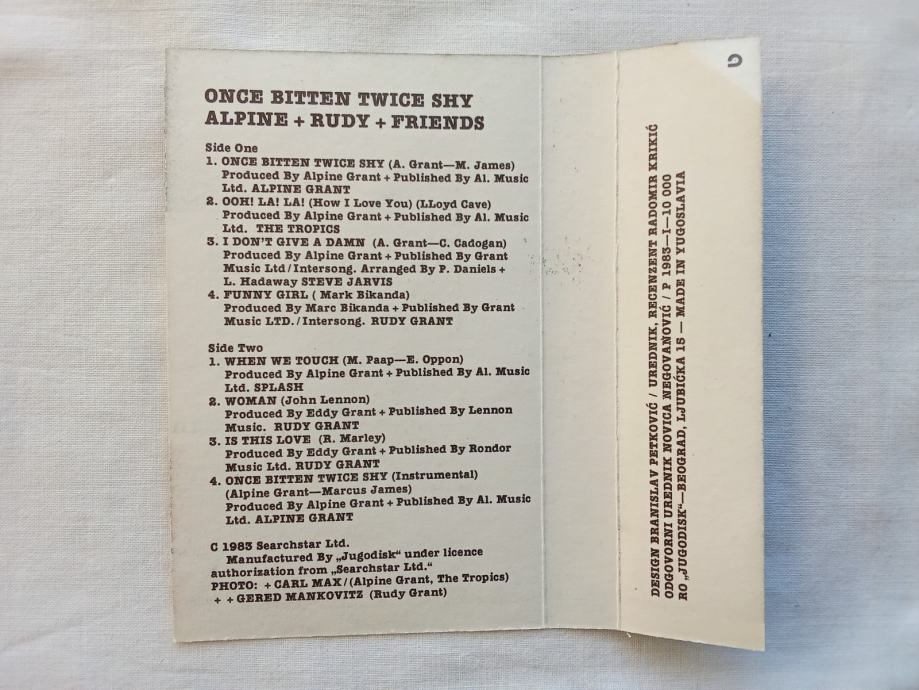 ONCE BITTEN TWICE SHY
ALPINE + RUDY + FRIENDS
Side One
1. ONCE BITTEN TWICE SHY (A. Grant—M. James)
Produced By Alpine Grant + Published By Al. Music
Ltd. ALPINE GRANT
2. OOH! LA! LA! (How I Love You) (LLoyd Cave)
Produced By Alpine Grant + Published By Al. Music
Ltd. THE TROPICS
3. I DON'T GIVE A DAMN (A. Grant—C. Cadogan)
Produced By Alpine Grant + Published By Grant
Music Ltd/Intersong. Arranged By P. Daniels +
L. Hadaway STEVE JARVIS
4. FUNNY GIRL ( Mark Bikanda)
Produced By Marc Bikanda + Published By Grant
Music LTD./Intersong. RUDY GRANT
Side Two
1. WHEN WE TOUCH (M. Paap—E. Oppon)
Produced By Alpine Grant + Published By Al. Music
Ltd. SPLASH
2. WOMAN (John Lennon)
Produced By Eddy Grant + Published By Lennon
Music. RUDY GRANT
3. IS THIS LOVE (R. Marley)
Produced By Eddy Grant + Published By Rondor
Music Ltd. RUDY GRANT
4. ONCE BITTEN TWICE SHY (Instrumental)
(Alpine Grant—Marcus James)
Produced By Alpine Grant + Published By Al. Music
Ltd. ALPINE GRANT
C 1983 Searchstar Ltd.
Manufactured By „Jugodisk“ under licence
authorization from „Searchstar Ltd.“
PHOTO: + CARL MAX/(Alpine Grant, The Tropics)
+ + GERED MANKOVITZ (Rudy Grant)
DESIGN BRANISLAV PETKOVIĆ / UREDNIK, RECENZENT RADOMIR KRIKIĆ
ODGOVORNI UREDNIK NOVICA NEGOVANOVIĆ / P 1983—I—10 000
RO „JUGODISK“—BEOGRAD, LJUBIĆKA 15 — MADE IN YUGOSLAVIA